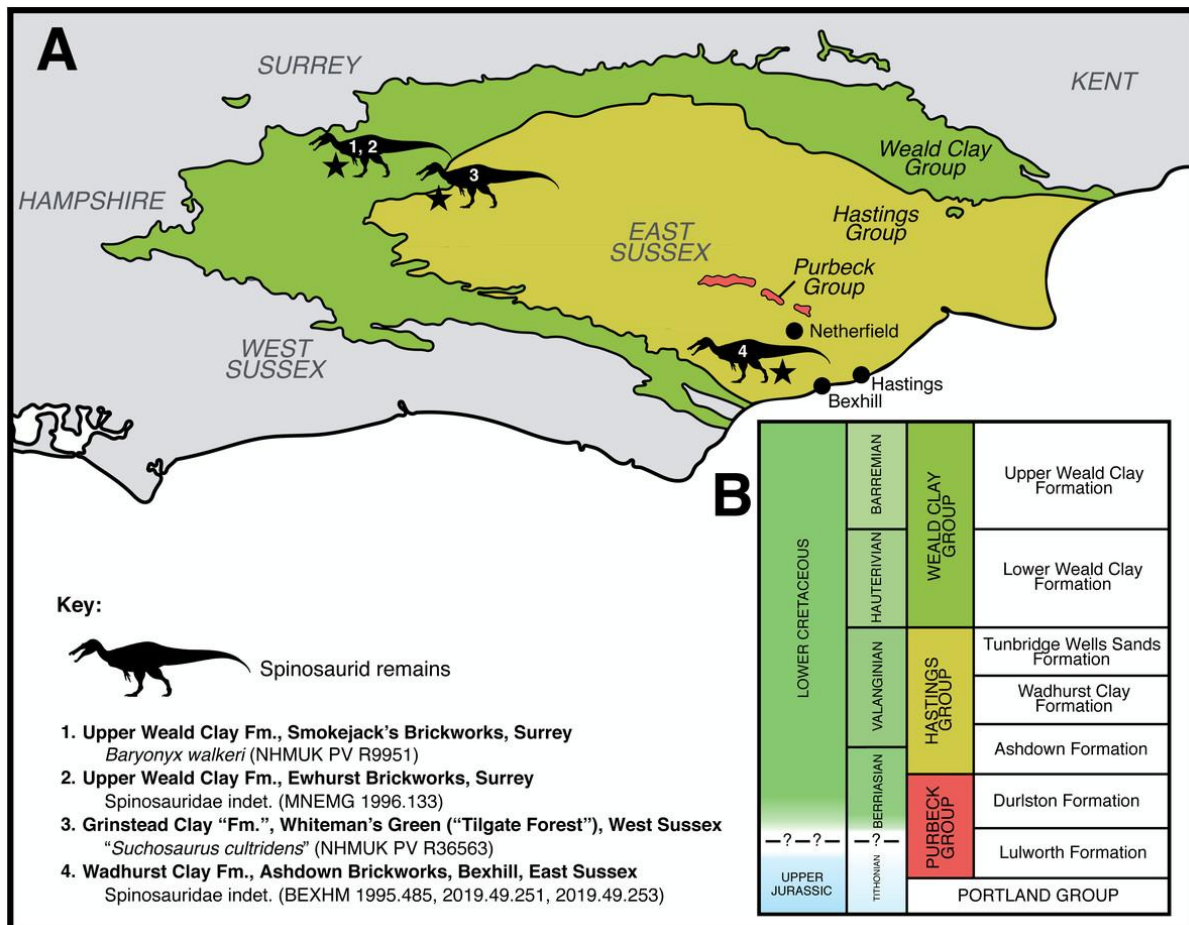 A
SURREY
KENT
1, 2
3
Weald Clay
Group
HAMPSHIRE
Hastings
Group
EAST
SUSSEX
Purbeck
Group
Netherfield
4
WEST
SUSSEX
Hastings
Bexhill
B
LOWER CRETACEOUS
BARREMIAN
WEALD CLAY
GROUP
Upper Weald Clay
Formation
HAUTERIVIAN
Lower Weald Clay
Formation
VALANGINIAN
HASTINGS
GROUP
Tunbridge Wells Sands
Formation
Wadhurst Clay
Formation
Ashdown Formation
BERRIASIAN
PURBECK
GROUP
Durlston Formation
—?—?—
—?—
Lulworth Formation
UPPER
JURASSIC
TITHONIAN
PORTLAND GROUP
Key:
Spinosaurid remains
1. Upper Weald Clay Fm., Smokejack’s Brickworks, Surrey
Baryonyx walkeri (NHMUK PV R9951)
2. Upper Weald Clay Fm., Ewhurst Brickworks, Surrey
Spinosauridae indet. (MNEMG 1996.133)
3. Grinstead Clay “Fm.”, Whiteman’s Green (“Tilgate Forest”), West Sussex
“Suchosaurus cultridens” (NHMUK PV R36563)
4. Wadhurst Clay Fm., Ashdown Brickworks, Bexhill, East Sussex
Spinosauridae indet. (BEXHM 1995.485, 2019.49.251, 2019.49.253)